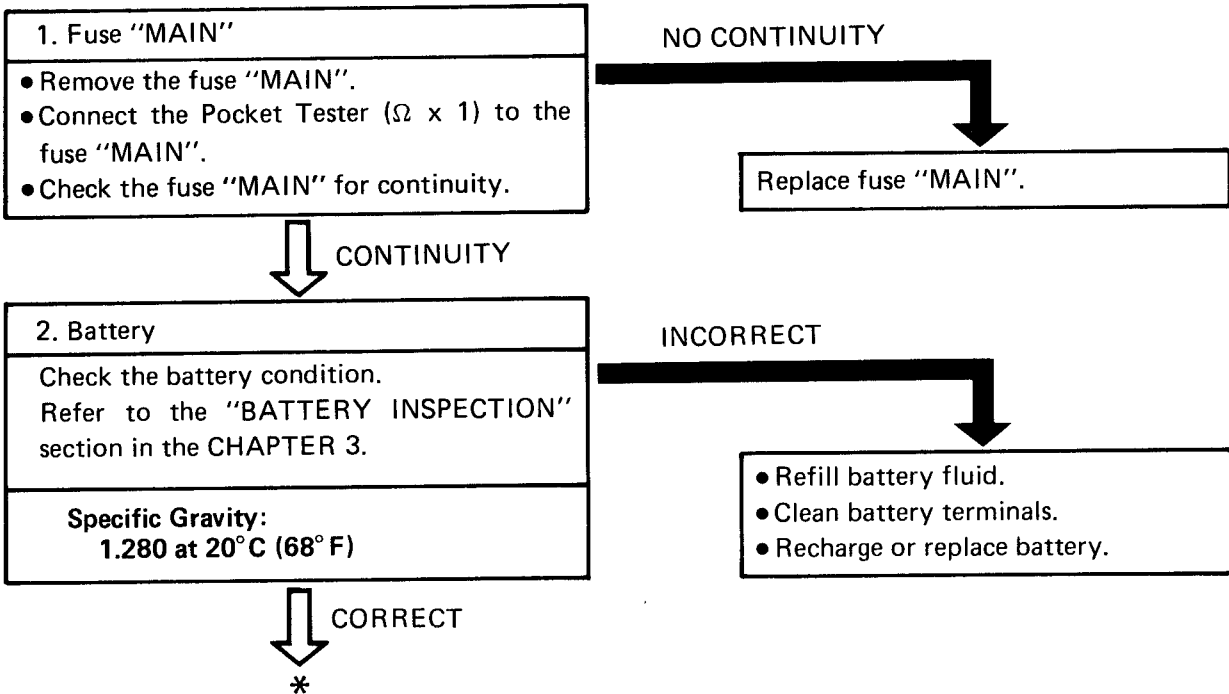 1. Fuse “MAIN”
● Remove the fuse “MAIN”.
● Connect the Pocket Tester (Ω x 1) to the
fuse “MAIN”.
● Check the fuse “MAIN” for continuity.
NO CONTINUITY
Replace fuse “MAIN”.
CONTINUITY
2. Battery
Check the battery condition.
Refer to the “BATTERY INSPECTION”
section in the CHAPTER 3.
Specific Gravity:
1.280 at 20°C (68°F)
INCORRECT
● Refill battery fluid.
● Clean battery terminals.
● Recharge or replace battery.
CORRECT
*